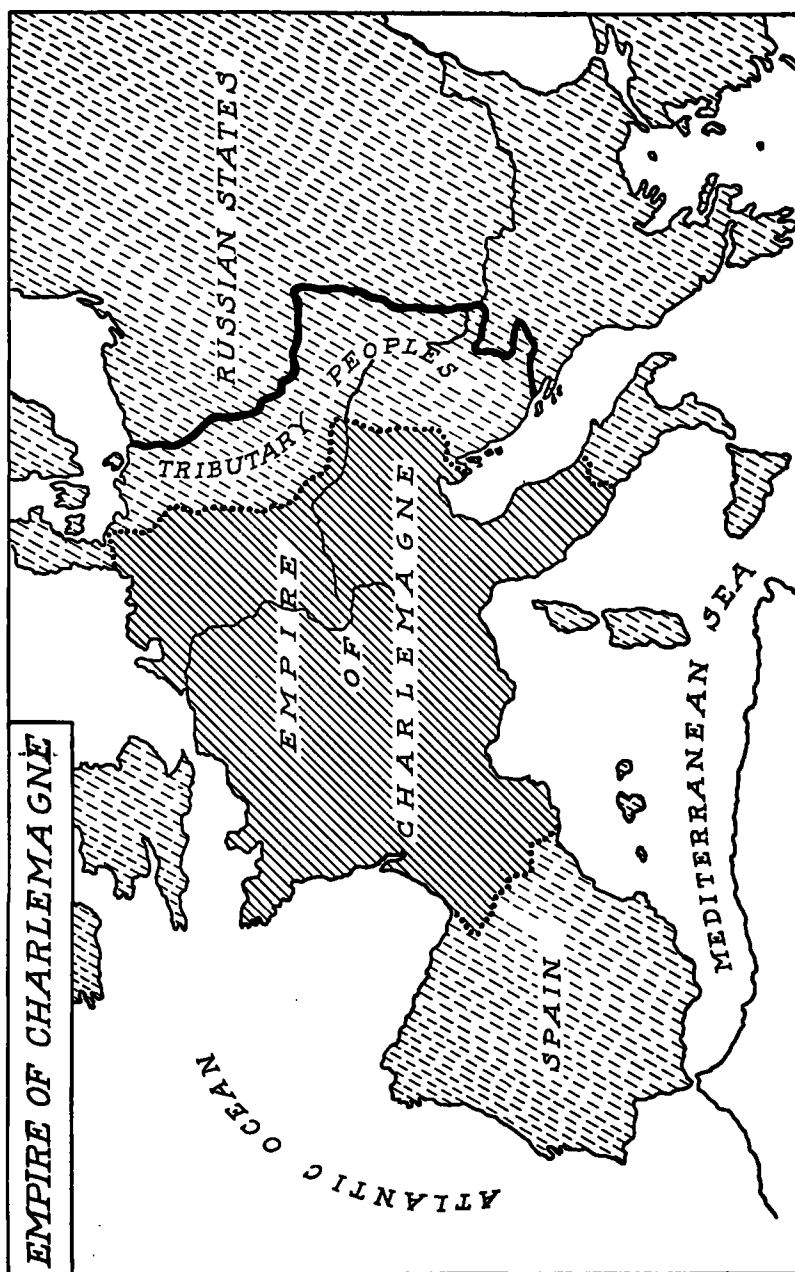 EMPIRE OF CHARLEMAGNE
RUSSIAN STATES
TRIBUTARY PEOPLES
EMPIRE
OF
CHARLEMAGNE
ATLANTIC OCEAN
SPAIN
MEDITERRANEAN SEA